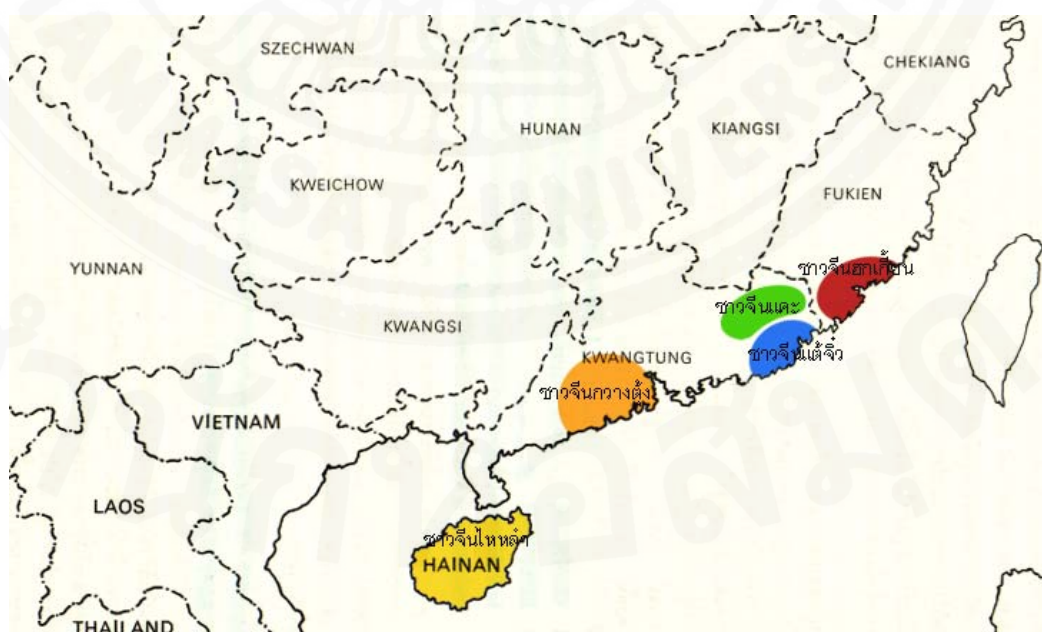 SZECHWAN
CHEKIANG
HUNAN
KIANGSI
KWEICHOW
FUKIEN
YUNNAN
ชาวจีนฮกเกี้ยน
ชาวจีนแคะ
KWANGSI
ชาวจีนแต้จิ๋ว
KWANGTUNG
ชาวจีนกวางตุ้ง
VIETNAM
LAOS
ชาวจีนไหหลำ
HAINAN
THAILAND